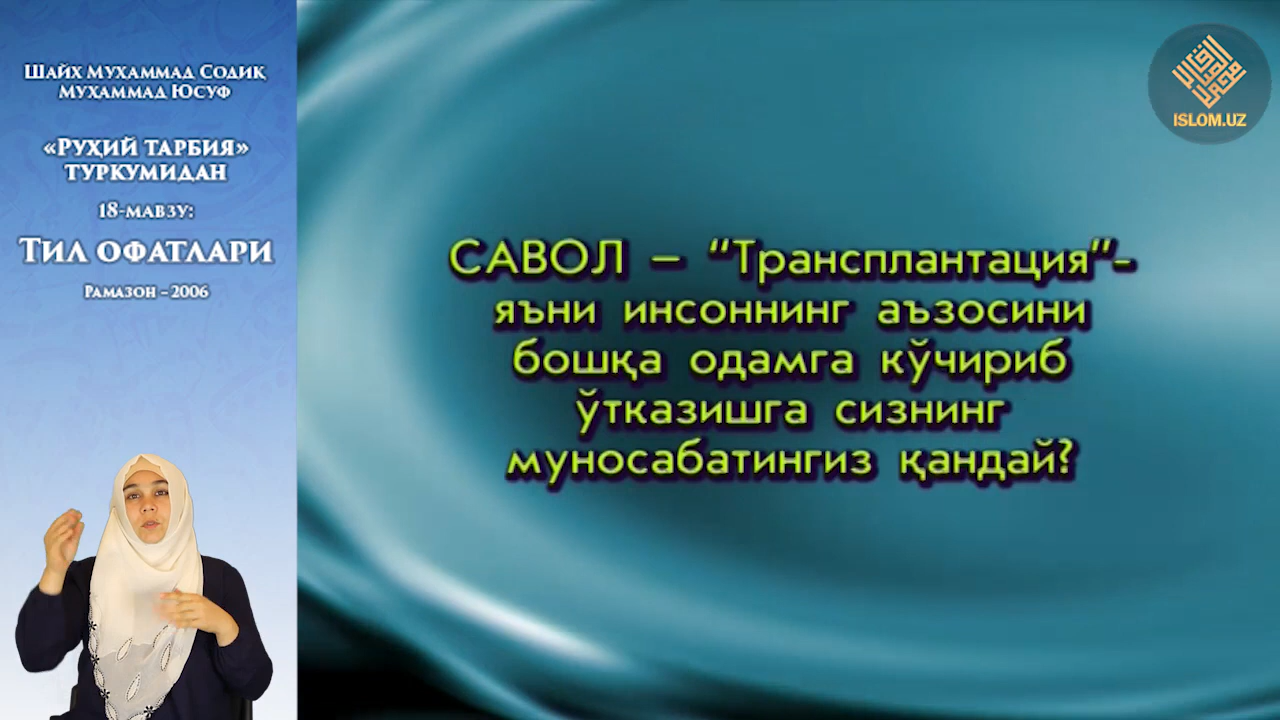 Шайх Муҳаммад Содиқ
Муҳаммад Юсуф
«Руҳий тарбия»
туркумидан
18-мавзу:
Тил офатлари
Рамазон – 2006
ISLOM.UZ
САВОЛ – “Трансплантация”-
яъни инсоннинг аъзосини
бошқа одамга кўчириб
ўтказишга сизнинг
муносабатингиз қандай?